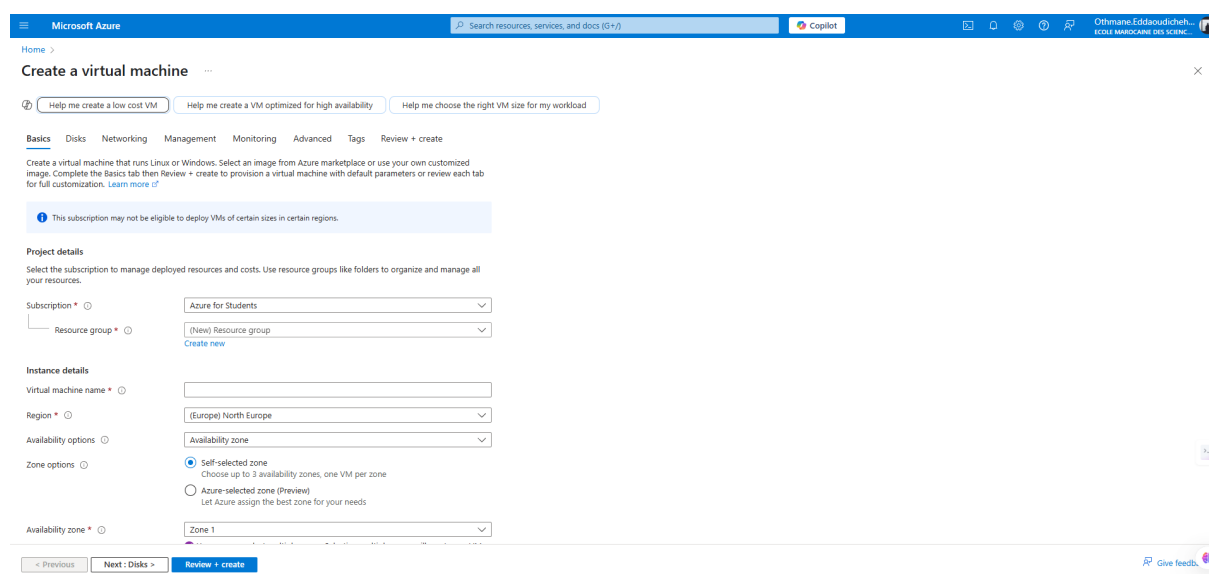 Microsoft Azure
Search resources, services, and docs (G+/)
Copilot
Othmane.Eddaoudicheh...
ECOLE MAROCAINE DES SCIENC...
Home >
Create a virtual machine ...
Help me create a low cost VM
Help me create a VM optimized for high availability
Help me choose the right VM size for my workload
Basics Disks Networking Management Monitoring Advanced Tags Review + create
Create a virtual machine that runs Linux or Windows. Select an image from Azure marketplace or use your own customized
image. Complete the Basics tab then Review + create to provision a virtual machine with default parameters or review each tab
for full customization. Learn more
This subscription may not be eligible to deploy VMs of certain sizes in certain regions.
Project details
Select the subscription to manage deployed resources and costs. Use resource groups like folders to organize and manage all
your resources.
Subscription *
Azure for Students
Resource group *
(New) Resource group
Create new
Instance details
Virtual machine name *
Region *
(Europe) North Europe
Availability options
Availability zone
Zone options
Self-selected zone
Choose up to 3 availability zones, one VM per zone
Azure-selected zone (Preview)
Let Azure assign the best zone for your needs
Availability zone *
Zone 1
< Previous
Next : Disks >
Review + create
Give feedb